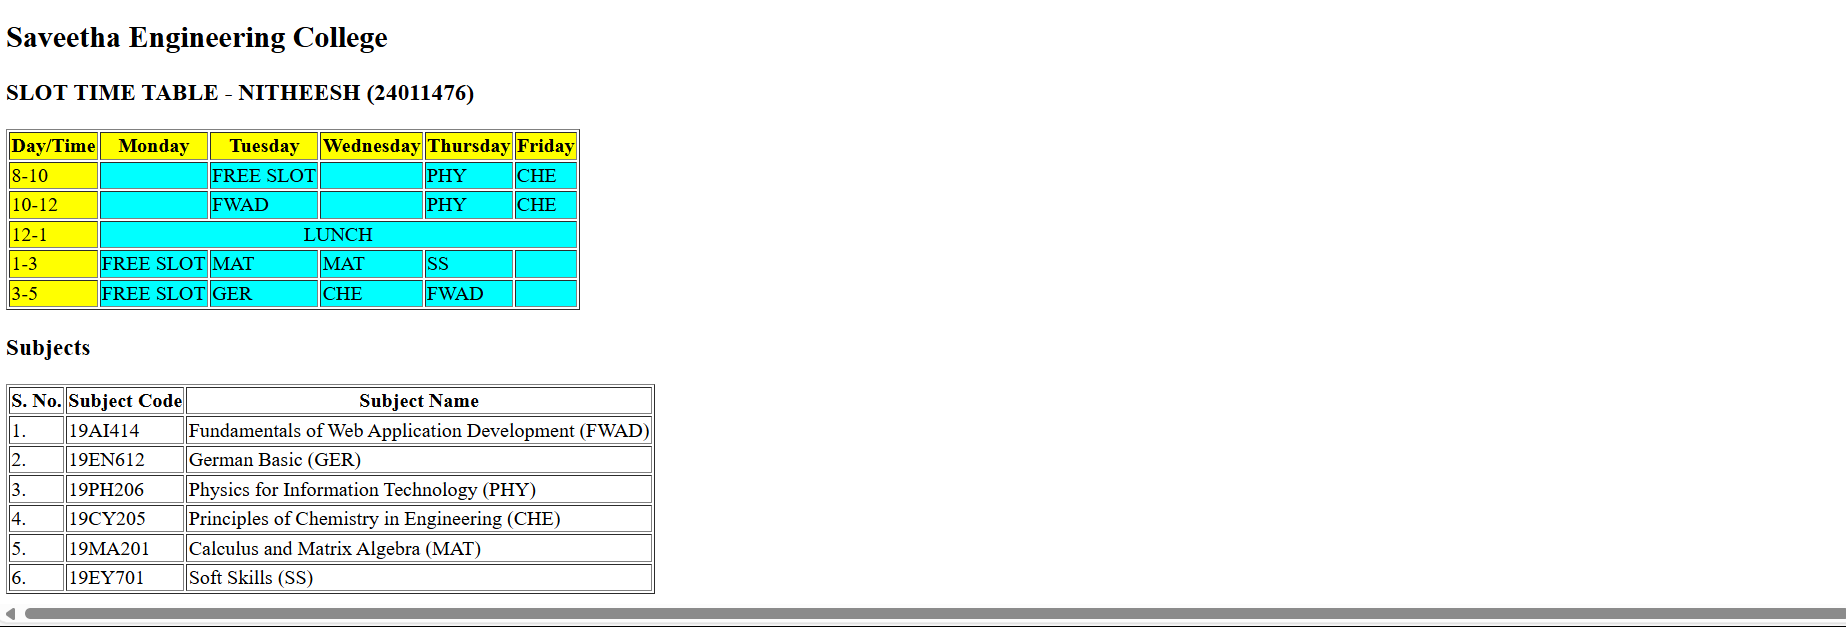 Saveetha Engineering College
SLOT TIME TABLE - NITHEESH (24011476)
Day/Time Monday Tuesday Wednesday Thursday Friday
8-10 FREE SLOT PHY CHE
10-12 FWAD PHY CHE
12-1 LUNCH
1-3 FREE SLOT MAT MAT SS
3-5 FREE SLOT GER CHE FWAD
Subjects
S. No. Subject Code Subject Name
1. 19AI414 Fundamentals of Web Application Development (FWAD)
2. 19EN612 German Basic (GER)
3. 19PH206 Physics for Information Technology (PHY)
4. 19CY205 Principles of Chemistry in Engineering (CHE)
5. 19MA201 Calculus and Matrix Algebra (MAT)
6. 19EY701 Soft Skills (SS)